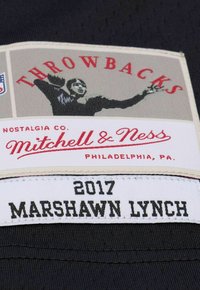 THROWBACKS
NOSTALGIA CO.
Mitchell & Ness
PHILADELPHIA, PA.
2017
MARSHAWN LYNCH